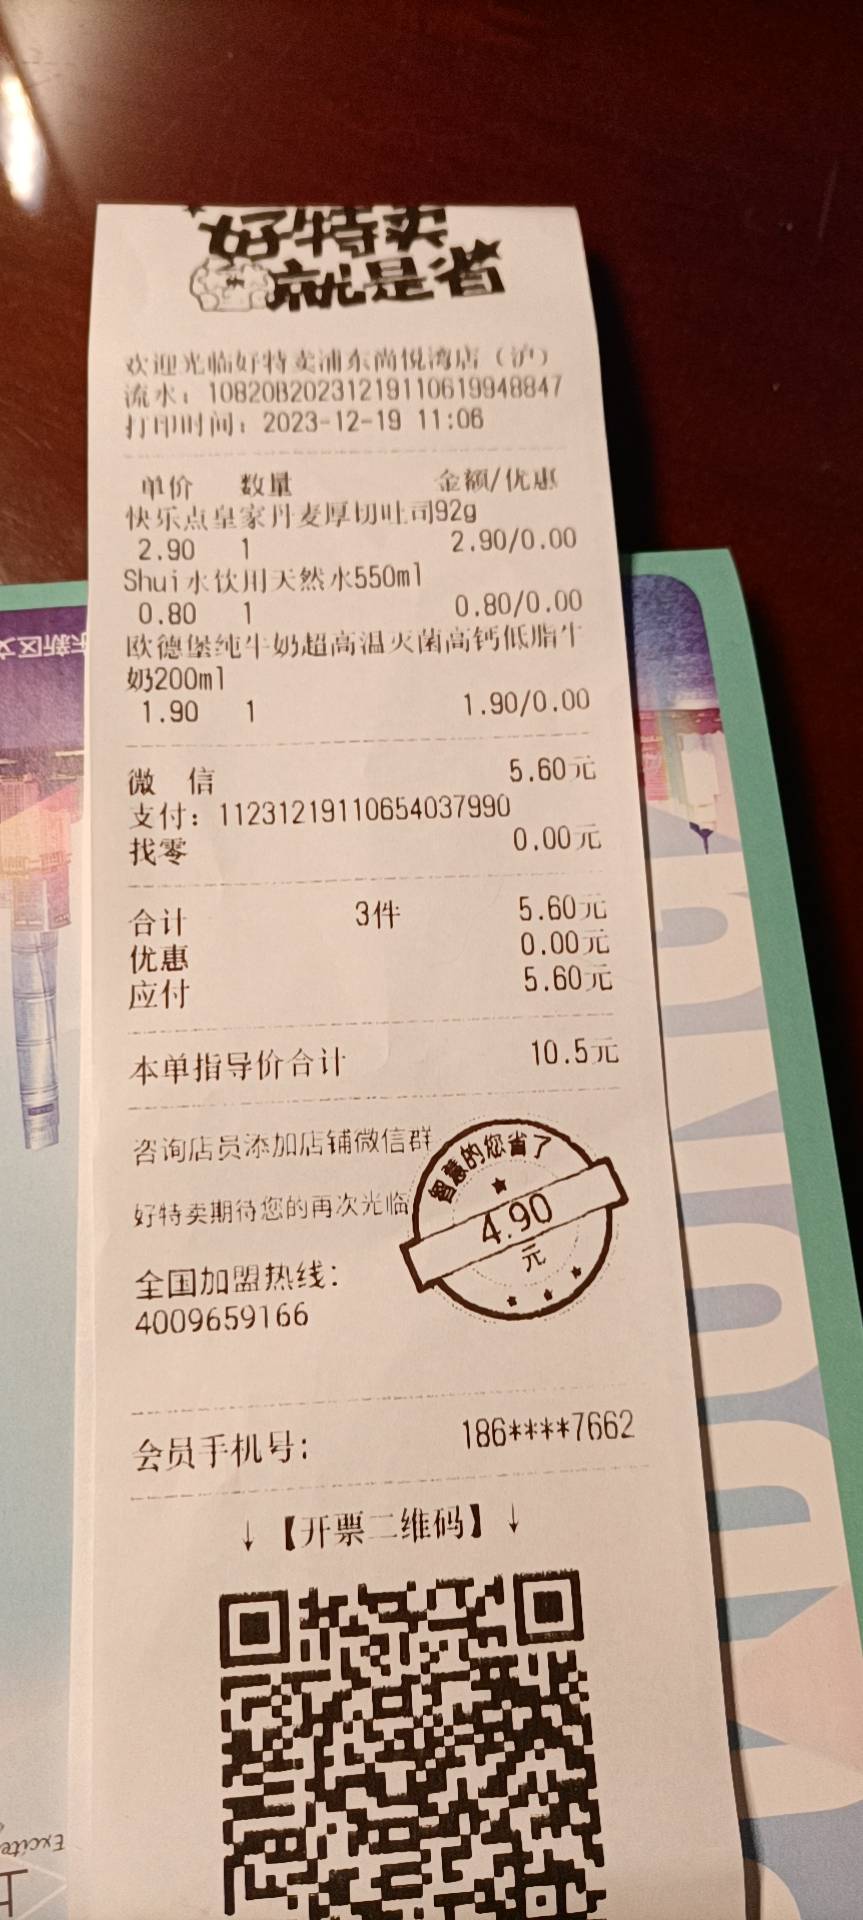 好特卖
就是省
欢迎光临好特卖浦东尚悦湾店（沪）
流水：10820B20231219110619948847
打印时间：2023-12-19 11:06
单价 数量 金额/优惠
快乐点皇家丹麦厚切吐司92g
2.90 1 2.90/0.00
Shui水饮用天然水550ml
0.80 1 0.80/0.00
欧德堡纯牛奶超高温灭菌高钙低脂牛
奶200ml
1.90 1 1.90/0.00
微 信 5.60元
支付：11231219110654037990
找零 0.00元
合计 3件 5.60元
优惠 0.00元
应付 5.60元
本单指导价合计 10.5元
咨询店员添加店铺微信群
好特卖期待您的再次光临
智慧的您省了
4.90
元
全国加盟热线：
4009659166
会员手机号： 186****7662
↓【开票二维码】↓
Excite